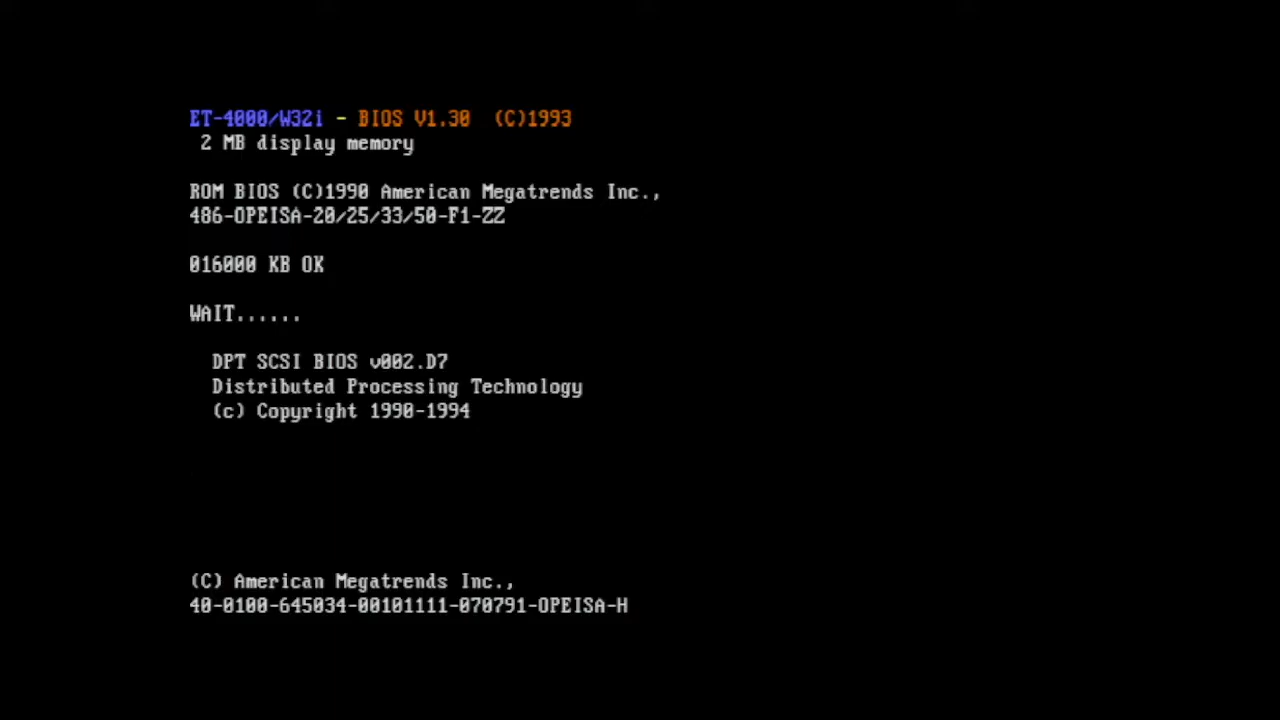 ET-4000/W32i - BIOS V1.30  (C)1993
2 MB display memory
ROM BIOS (C)1990 American Megatrends Inc.,
486-OPEISA-20/25/33/50-F1-ZZ
016000 KB OK
WAIT......
DPT SCSI BIOS v002.D7
Distributed Processing Technology
(c) Copyright 1990-1994
(C) American Megatrends Inc.,
40-0100-645034-00101111-070791-OPEISA-H